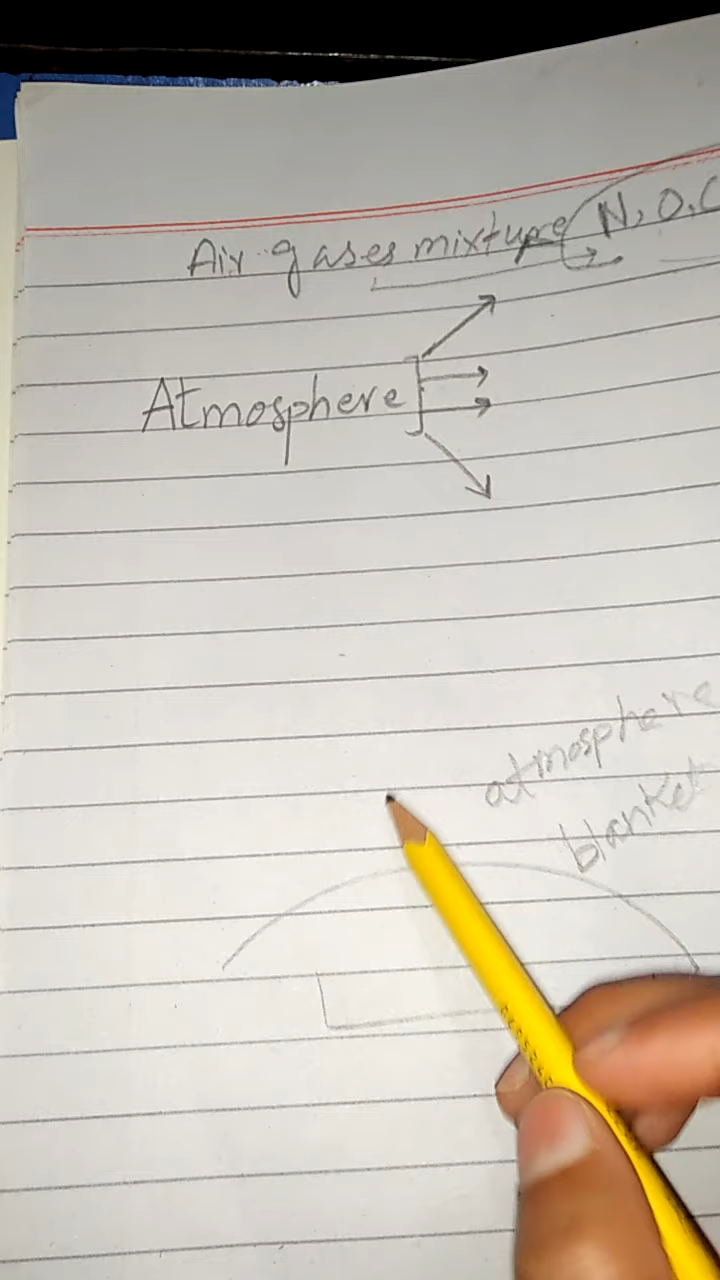 Air gases mixture (N, O, C
Atmosphere
atmosphere
blanket